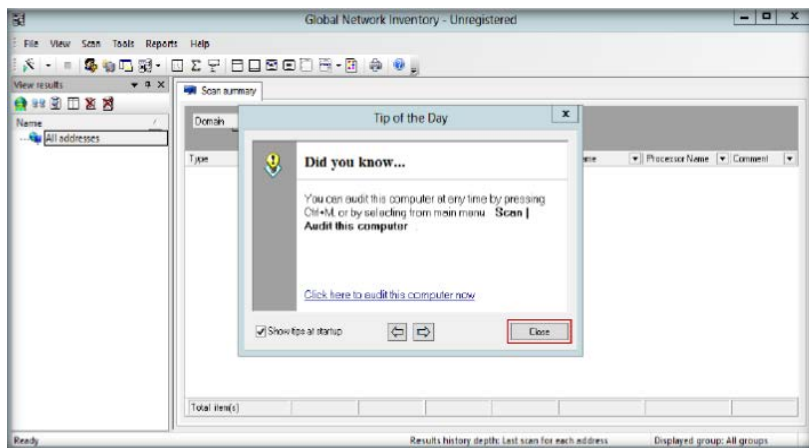 Global Network Inventory - Unregistered
File View Scan Tools Reports Help
View results
Scan summary
Name
All addresses
Domain
Type
Processor Name
Comment
Tip of the Day
Did you know...
You can audit this computer at any time by pressing
Ctrl+M, or by selecting from main menu Scan |
Audit this computer
Click here to audit this computer now
Show tips at startup
Close
Total item(s)
Ready
Results history depth: Last scan for each address
Displayed group: All groups